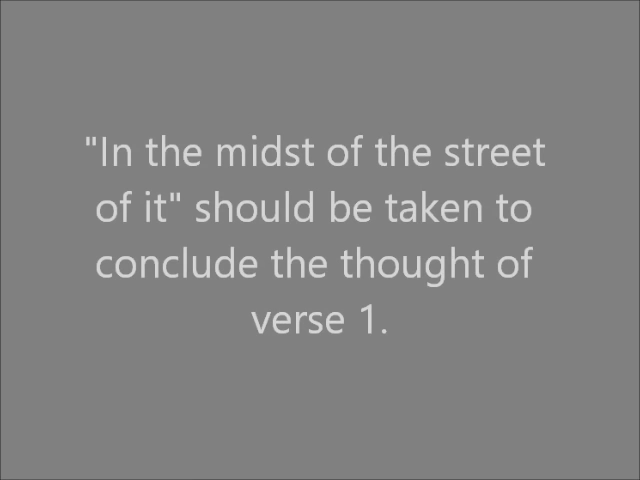 "In the midst of the street
of it" should be taken to
conclude the thought of
verse 1.